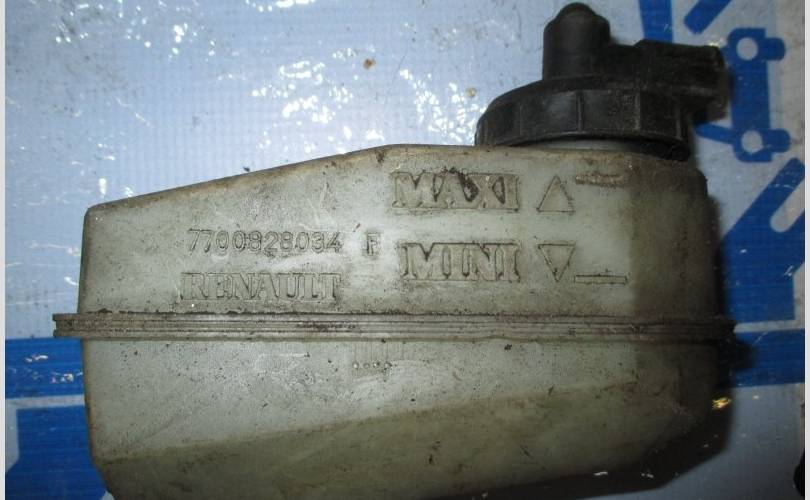 MAXI
7700828034 F
MINI
RENAULT